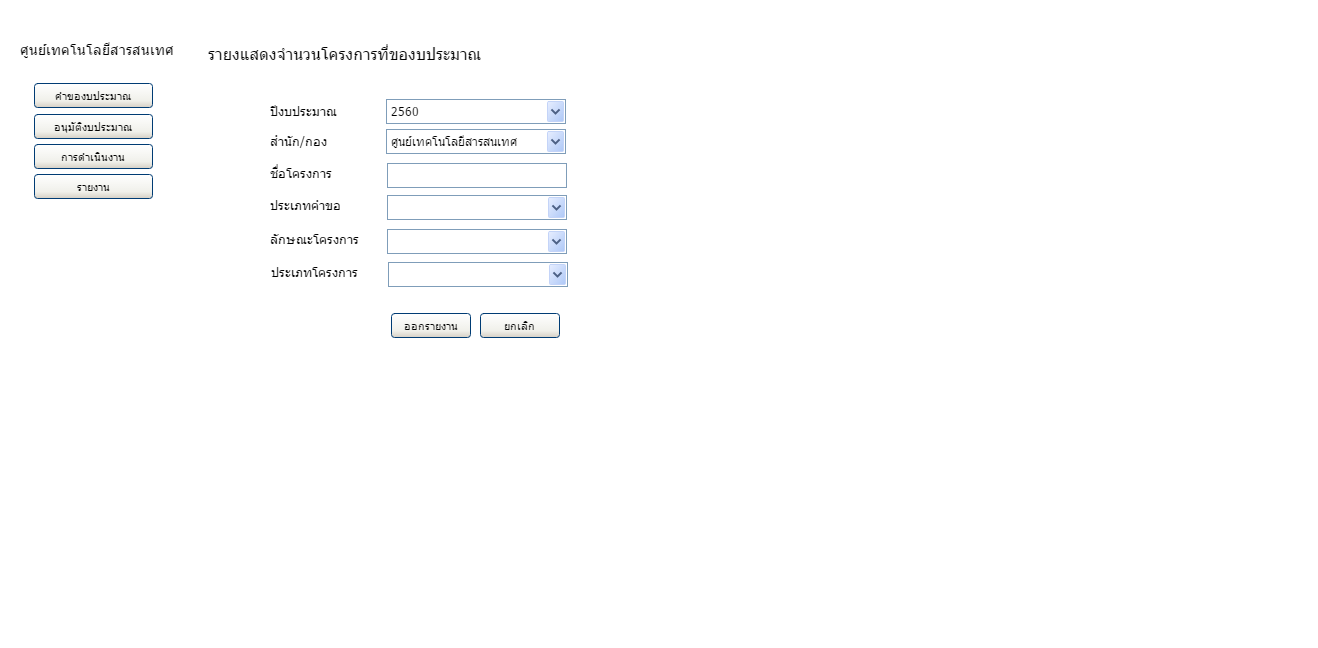 ศูนย์เทคโนโลยีสารสนเทศ
รายงแสดงจำนวนโครงการที่ของบประมาณ
คำของบประมาณ
อนุมัติงบประมาณ
การดำเนินงาน
รายงาน
ปีงบประมาณ 2560
สำนัก/กอง ศูนย์เทคโนโลยีสารสนเทศ
ชื่อโครงการ
ประเภทคำขอ
ลักษณะโครงการ
ประเภทโครงการ
ออกรายงาน ยกเลิก